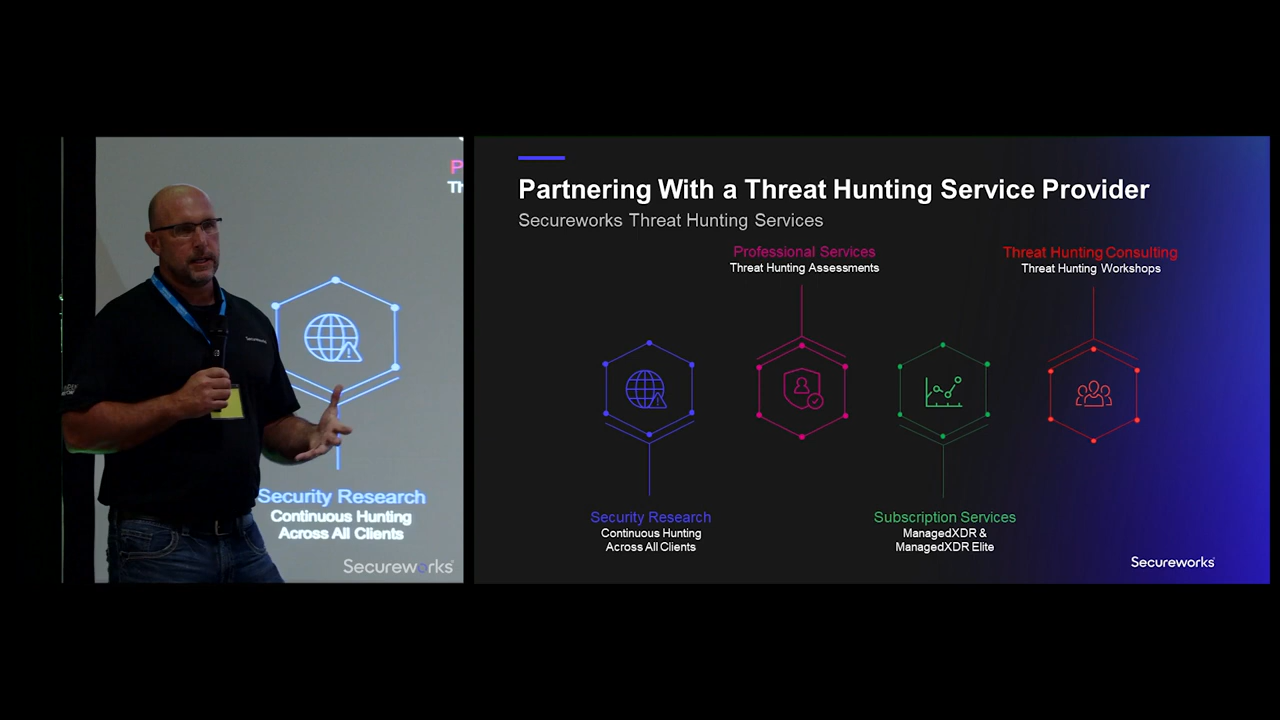 P
Th
Secureworks
Security Research
Continuous Hunting
Across All Clients
Secureworks
Partnering With a Threat Hunting Service Provider
Secureworks Threat Hunting Services
Professional Services
Threat Hunting Assessments
Threat Hunting Consulting
Threat Hunting Workshops
Security Research
Continuous Hunting
Across All Clients
Subscription Services
ManagedXDR &
ManagedXDR Elite
Secureworks